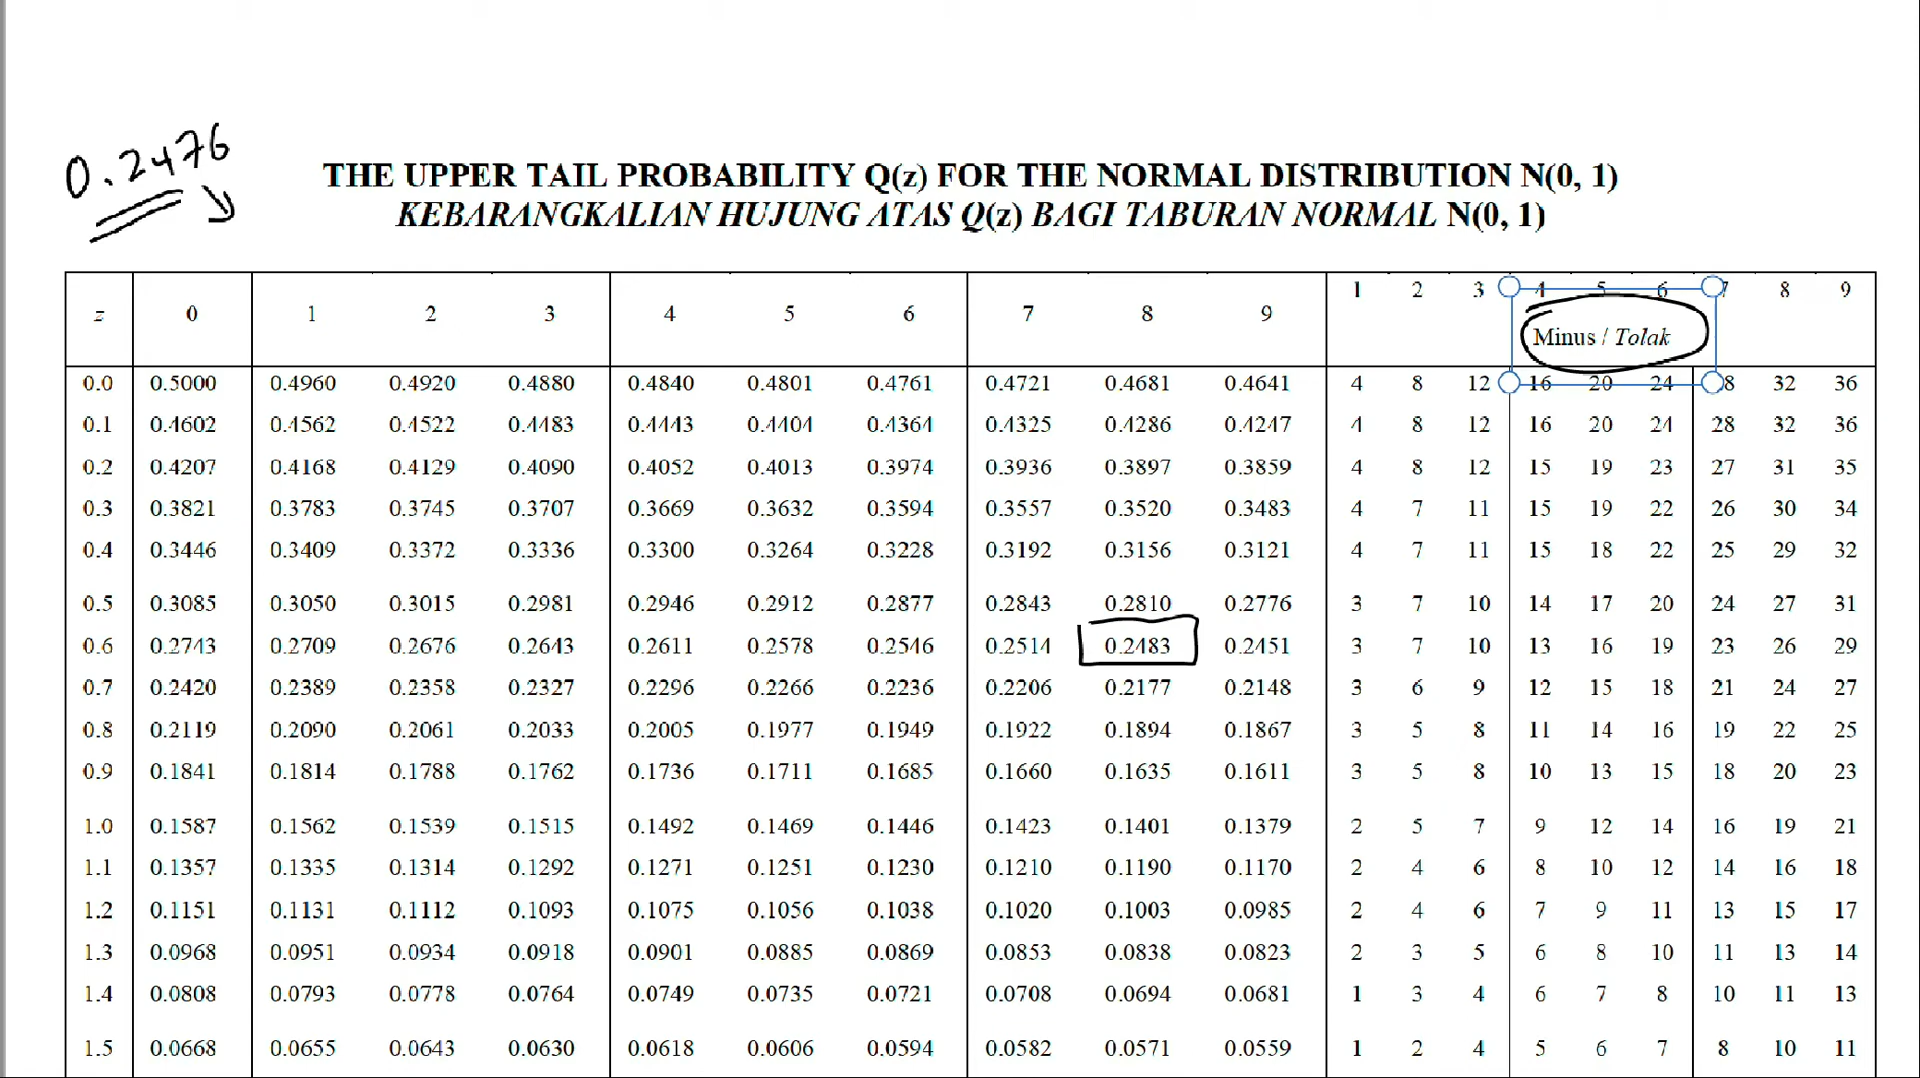 0.2476
THE UPPER TAIL PROBABILITY Q(z) FOR THE NORMAL DISTRIBUTION N(0, 1)
KEBARANGKALIAN HUJUNG ATAS Q(z) BAGI TABURAN NORMAL N(0, 1)
z 0 1 2 3 4 5 6 7 8 9 1 2 3 4 5 6 7 8 9
Minus / Tolak
0.0 0.5000 0.4960 0.4920 0.4880 0.4840 0.4801 0.4761 0.4721 0.4681 0.4641 4 8 12 16 20 24 28 32 36
0.1 0.4602 0.4562 0.4522 0.4483 0.4443 0.4404 0.4364 0.4325 0.4286 0.4247 4 8 12 16 20 24 28 32 36
0.2 0.4207 0.4168 0.4129 0.4090 0.4052 0.4013 0.3974 0.3936 0.3897 0.3859 4 8 12 15 19 23 27 31 35
0.3 0.3821 0.3783 0.3745 0.3707 0.3669 0.3632 0.3594 0.3557 0.3520 0.3483 4 7 11 15 19 22 26 30 34
0.4 0.3446 0.3409 0.3372 0.3336 0.3300 0.3264 0.3228 0.3192 0.3156 0.3121 4 7 11 15 18 22 25 29 32
0.5 0.3085 0.3050 0.3015 0.2981 0.2946 0.2912 0.2877 0.2843 0.2810 0.2776 3 7 10 14 17 20 24 27 31
0.6 0.2743 0.2709 0.2676 0.2643 0.2611 0.2578 0.2546 0.2514 0.2483 0.2451 3 7 10 13 16 19 23 26 29
0.7 0.2420 0.2389 0.2358 0.2327 0.2296 0.2266 0.2236 0.2206 0.2177 0.2148 3 6 9 12 15 18 21 24 27
0.8 0.2119 0.2090 0.2061 0.2033 0.2005 0.1977 0.1949 0.1922 0.1894 0.1867 3 5 8 11 14 16 19 22 25
0.9 0.1841 0.1814 0.1788 0.1762 0.1736 0.1711 0.1685 0.1660 0.1635 0.1611 3 5 8 10 13 15 18 20 23
1.0 0.1587 0.1562 0.1539 0.1515 0.1492 0.1469 0.1446 0.1423 0.1401 0.1379 2 5 7 9 12 14 16 19 21
1.1 0.1357 0.1335 0.1314 0.1292 0.1271 0.1251 0.1230 0.1210 0.1190 0.1170 2 4 6 8 10 12 14 16 18
1.2 0.1151 0.1131 0.1112 0.1093 0.1075 0.1056 0.1038 0.1020 0.1003 0.0985 2 4 6 7 9 11 13 15 17
1.3 0.0968 0.0951 0.0934 0.0918 0.0901 0.0885 0.0869 0.0853 0.0838 0.0823 2 3 5 6 8 10 11 13 14
1.4 0.0808 0.0793 0.0778 0.0764 0.0749 0.0735 0.0721 0.0708 0.0694 0.0681 1 3 4 6 7 8 10 11 13
1.5 0.0668 0.0655 0.0643 0.0630 0.0618 0.0606 0.0594 0.0582 0.0571 0.0559 1 2 4 5 6 7 8 10 11